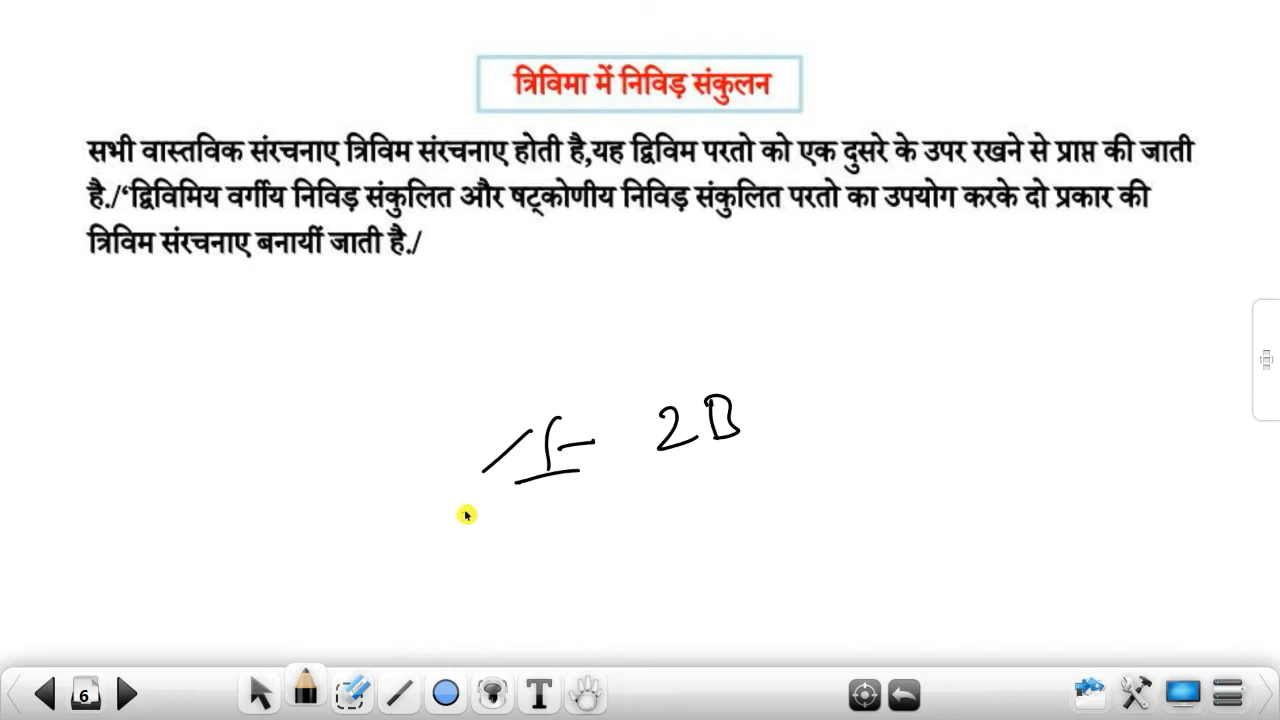 त्रिविमा में निविड़ संकुलन
सभी वास्तविक संरचनाए त्रिविम संरचनाए होती है,यह द्विविम परतो को एक दुसरे के उपर रखने से प्राप्त की जाती
है./‘द्विविमिय वर्गीय निविड़ संकुलित और षट्कोणीय निविड़ संकुलित परतो का उपयोग करके दो प्रकार की
त्रिविम संरचनाए बनायीं जाती है./
2D
6
T